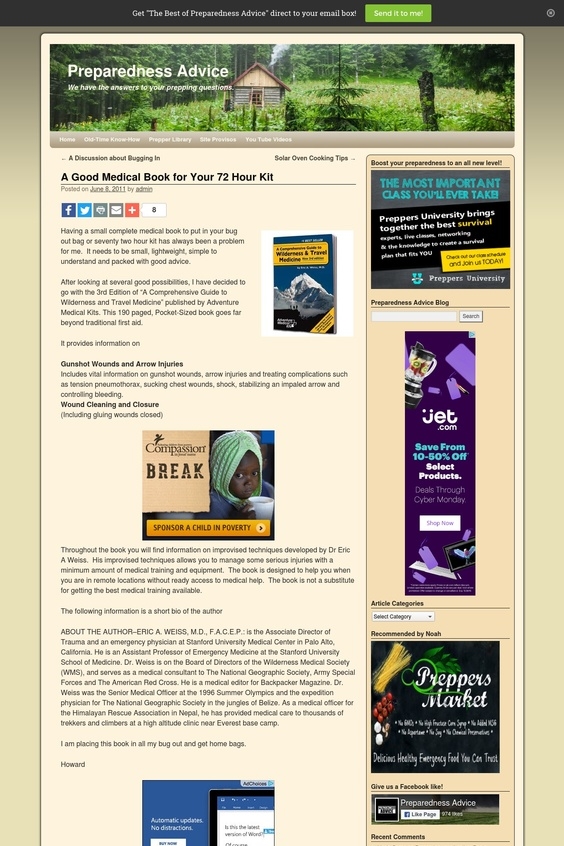 Get "The Best of Preparedness Advice" direct to your email box!
Send it to me!
Preparedness Advice
We have the answers to your prepping questions.
Home Old-Time Know-How Prepper Library Site Provisos You Tube Videos
← A Discussion about Bugging In
Solar Oven Cooking Tips →
A Good Medical Book for Your 72 Hour Kit
Posted on June 8, 2011 by admin
8
Having a small complete medical book to put in your bug
out bag or seventy two hour kit has always been a problem
for me.  It needs to be small, lightweight, simple to
understand and packed with good advice.
After looking at several good possibilities, I have decided to
go with the 3rd Edition of “A Comprehensive Guide to
Wilderness and Travel Medicine” published by Adventure
Medical Kits. This 190 paged, Pocket-Sized book goes far
beyond traditional first aid.
It provides information on
Gunshot Wounds and Arrow Injuries
Includes vital information on gunshot wounds, arrow injuries and treating complications such
as tension pneumothorax, sucking chest wounds, shock, stabilizing an impaled arrow and
controlling bleeding.
Wound Cleaning and Closure
(Including gluing wounds closed)
Compassion
BREAK
SPONSOR A CHILD IN POVERTY
Throughout the book you will find information on improvised techniques developed by Dr Eric
A Weiss.  His improvised techniques allows you to manage some serious injuries with a
minimum amount of medical training and equipment.  The book is designed to help you when
you are in remote locations without ready access to medical help.  The book is not a substitute
for getting the best medical training available.
The following information is a short bio of the author
ABOUT THE AUTHOR–ERIC A. WEISS, M.D., F.A.C.E.P.: is the Associate Director of
Trauma and an emergency physician at Stanford University Medical Center in Palo Alto,
California. He is an Assistant Professor of Emergency Medicine at the Stanford University
School of Medicine. Dr. Weiss is on the Board of Directors of the Wilderness Medical Society
(WMS), and serves as a medical consultant to The National Geographic Society, Army Special
Forces and The American Red Cross. He is a medical editor for Backpacker Magazine. Dr.
Weiss was the Senior Medical Officer at the 1996 Summer Olympics and the expedition
physician for The National Geographic Society in the jungles of Belize. As a medical officer for
the Himalayan Rescue Association in Nepal, he has provided medical care to thousands of
trekkers and climbers at a high altitude clinic near Everest base camp.
I am placing this book in all my bug out and get home bags.
Howard
AdChoices
Automatic updates.
No distractions.
BUY NOW
Is this the latest
version of Word?
Of course.
Boost your preparedness to an all new level!
THE MOST IMPORTANT
CLASS YOU'LL EVER TAKE!
Preppers University brings
together the best survival
experts, live classes, networking
& the knowledge to create a survival
plan that fits YOU
Check out our class schedule
and Join us TODAY!
Preppers University
Preparedness Advice Blog
Search
Jet
.com
Save From
10-50% Off
Select
Products.
Deals Through
Cyber Monday.
Shop Now
Article Categories
Select Category
Recommended by Noah
Preppers
Market
• No GMO's • No High Fructose Corn Syrup • No Added MSG
• No Aspartame • No Soy • No Chemical Preservatives •
Delicious Healthy Emergency Food You Can Trust
Give us a Facebook like!
Preparedness Advice
Like Page
974 likes
Recent Comments